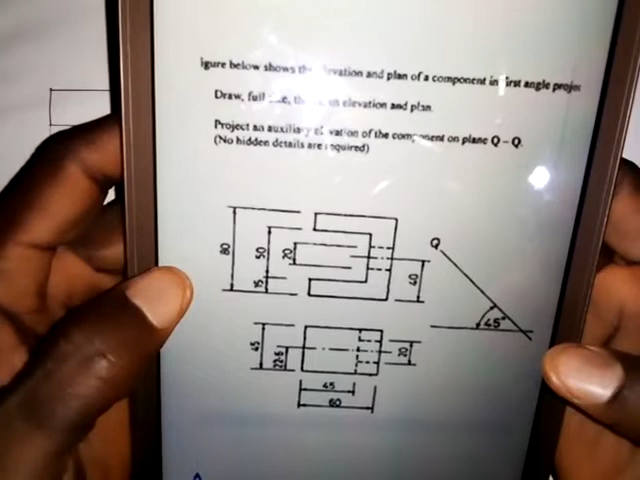 igure below shows the elevation and plan of a component in first angle projec
Draw, full elevation and plan.
Project an auxiliary elevation of the component on plane Q – Q.
(No hidden details are required)
80
50
20
15
40
Q
45°
45
22.5
20
45
60